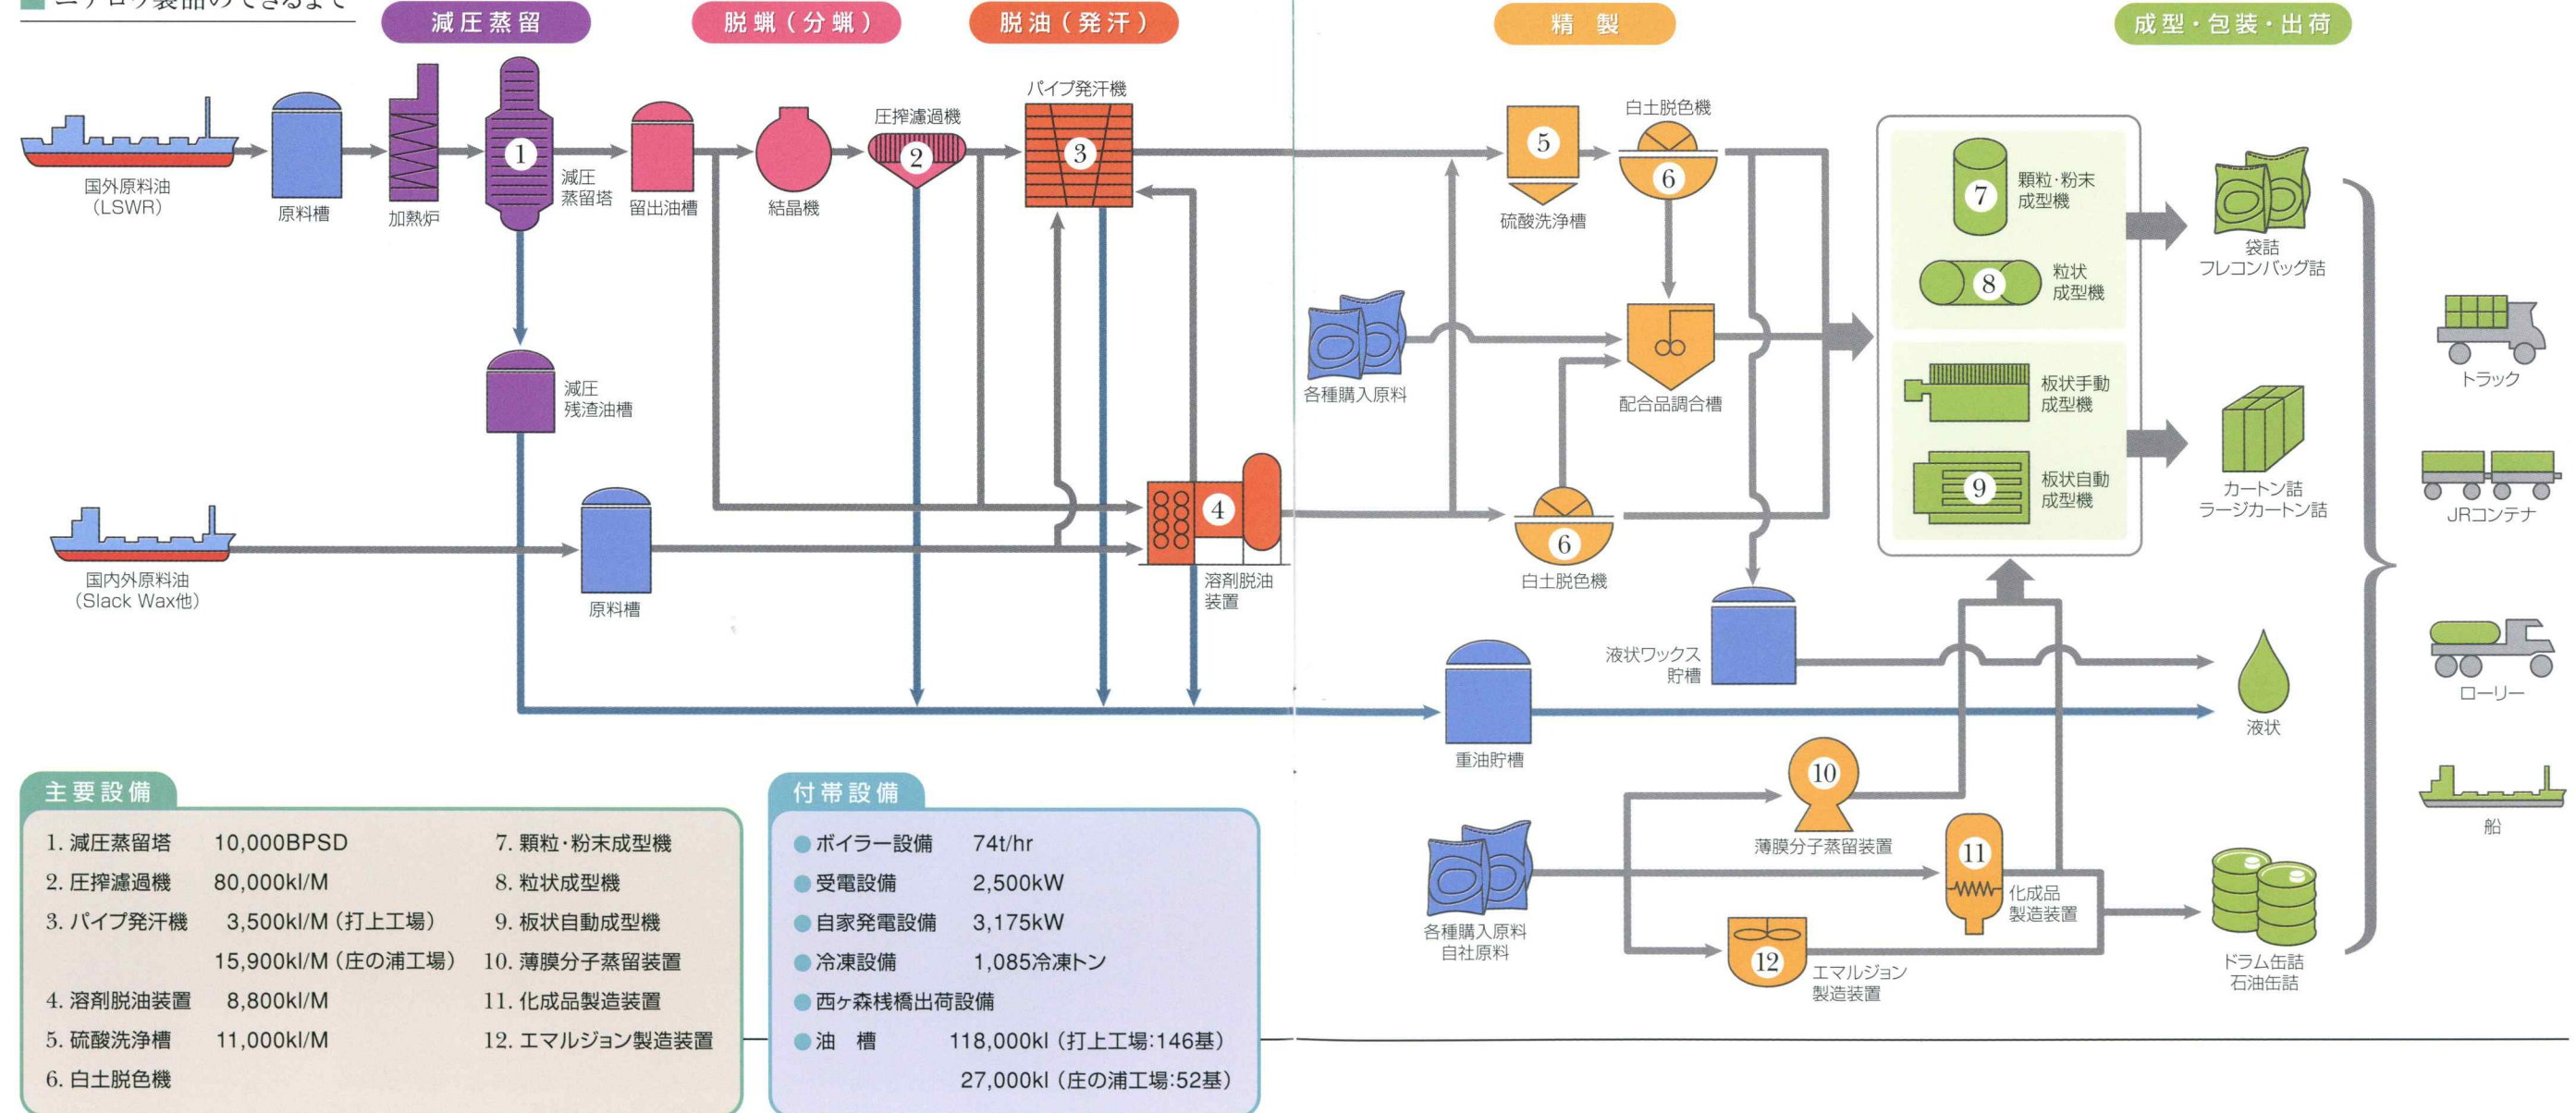 製品のできるまで
減圧蒸留
脱蝋（分蝋）
脱油（発汗）
精 製
成型・包装・出荷
国外原料油
（LSWR）
原料槽
加熱炉
1
減圧
蒸留塔
留出油槽
結晶機
圧搾濾過機
2
パイプ発汗機
3
減圧
残渣油槽
国内外原料油
（Slack Wax他）
原料槽
4
溶剤脱油
装置
5
硫酸洗浄槽
白土脱色機
6
各種購入原料
配合品調合槽
6
白土脱色機
液状ワックス
貯槽
重油貯槽
7
顆粒・粉末
成型機
8
粒状
成型機
板状手動
成型機
9
板状自動
成型機
袋詰
フレコンバッグ詰
カートン詰
ラージカートン詰
液状
ドラム缶詰
石油缶詰
トラック
JRコンテナ
ローリー
船
各種購入原料
自社原料
10
薄膜分子蒸留装置
11
化成品
製造装置
12
エマルジョン
製造装置
主要設備
1. 減圧蒸留塔 10,000BPSD
2. 圧搾濾過機 80,000kl/M
3. パイプ発汗機 3,500kl/M（打上工場）
15,900kl/M（庄の浦工場）
4. 溶剤脱油装置 8,800kl/M
5. 硫酸洗浄槽 11,000kl/M
6. 白土脱色機
7. 顆粒・粉末成型機
8. 粒状成型機
9. 板状自動成型機
10. 薄膜分子蒸留装置
11. 化成品製造装置
12. エマルジョン製造装置
付帯設備
●ボイラー設備 74t/hr
●受電設備 2,500kW
●自家発電設備 3,175kW
●冷凍設備 1,085冷凍トン
●西ヶ森桟橋出荷設備
●油 槽 118,000kl（打上工場:146基）
27,000kl（庄の浦工場:52基）